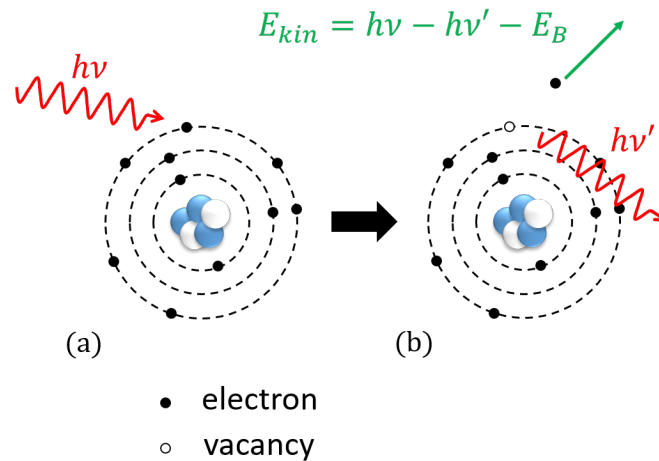 E_kin = hν − hν′ − E_B
hν
hν′
(a)
(b)
electron
vacancy